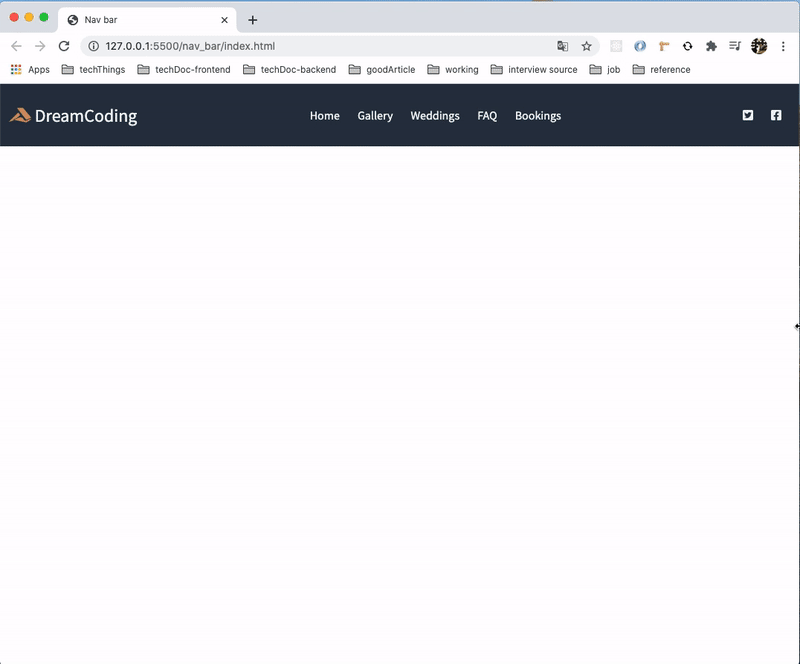 Nav bar
127.0.0.1:5500/nav_bar/index.html
Apps techThings techDoc-frontend techDoc-backend goodArticle working interview source job reference
DreamCoding Home Gallery Weddings FAQ Bookings